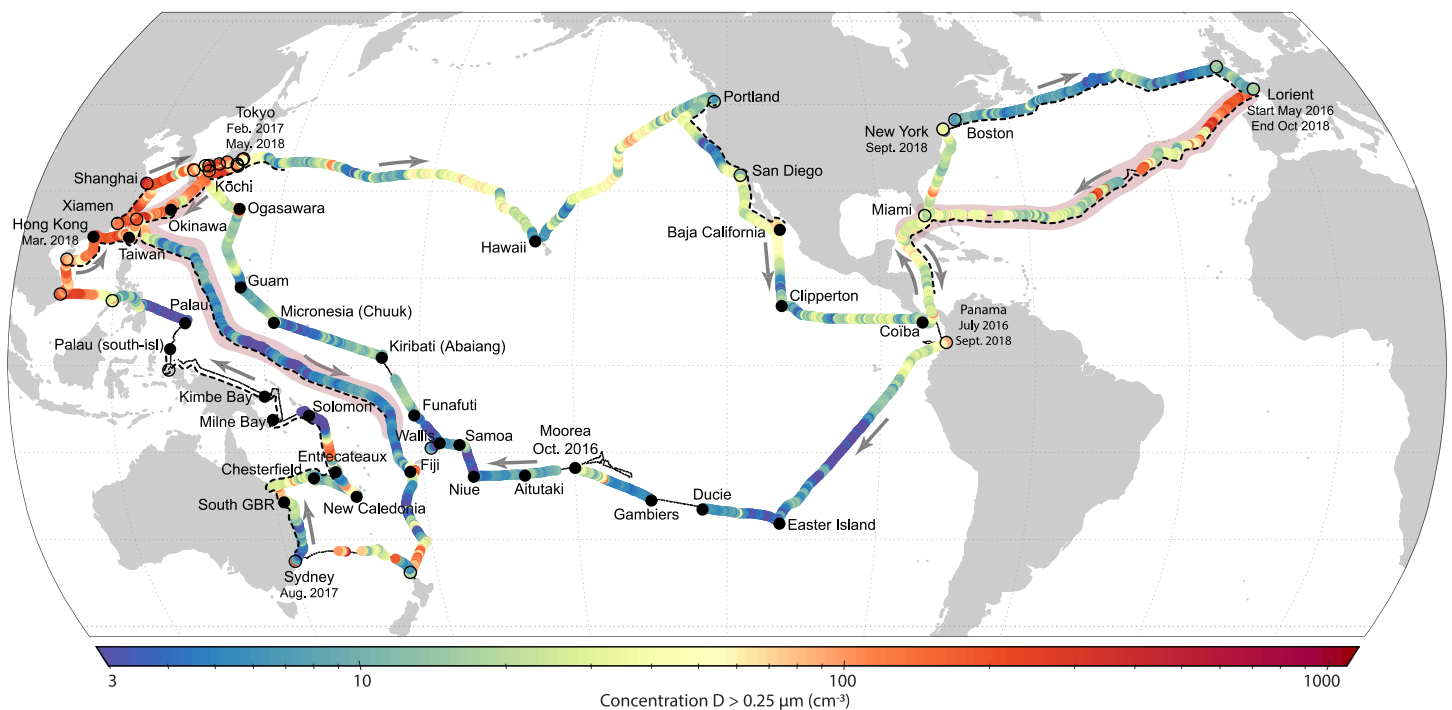 Portland
Lorient
Start May 2016
End Oct 2018
Tokyo
Feb. 2017
May. 2018
New York
Sept. 2018
Boston
Shanghai
Kōchi
San Diego
Xiamen
Ogasawara
Miami
Hong Kong
Mar. 2018
Okinawa
Baja California
Hawaii
Taiwan
Guam
Clipperton
Palau
Micronesia (Chuuk)
Coïba
Panama
July 2016
Sept. 2018
Palau (south-isl)
Kiribati (Abaiang)
Kimbe Bay
Solomon
Funafuti
Milne Bay
Wallis
Samoa
Moorea
Oct. 2016
Entrecateaux
Chesterfield
Fiji
Niue
Aitutaki
South GBR
New Caledonia
Gambiers
Ducie
Easter Island
Sydney
Aug. 2017
3 10 100 1000
Concentration D > 0.25 µm (cm⁻³)